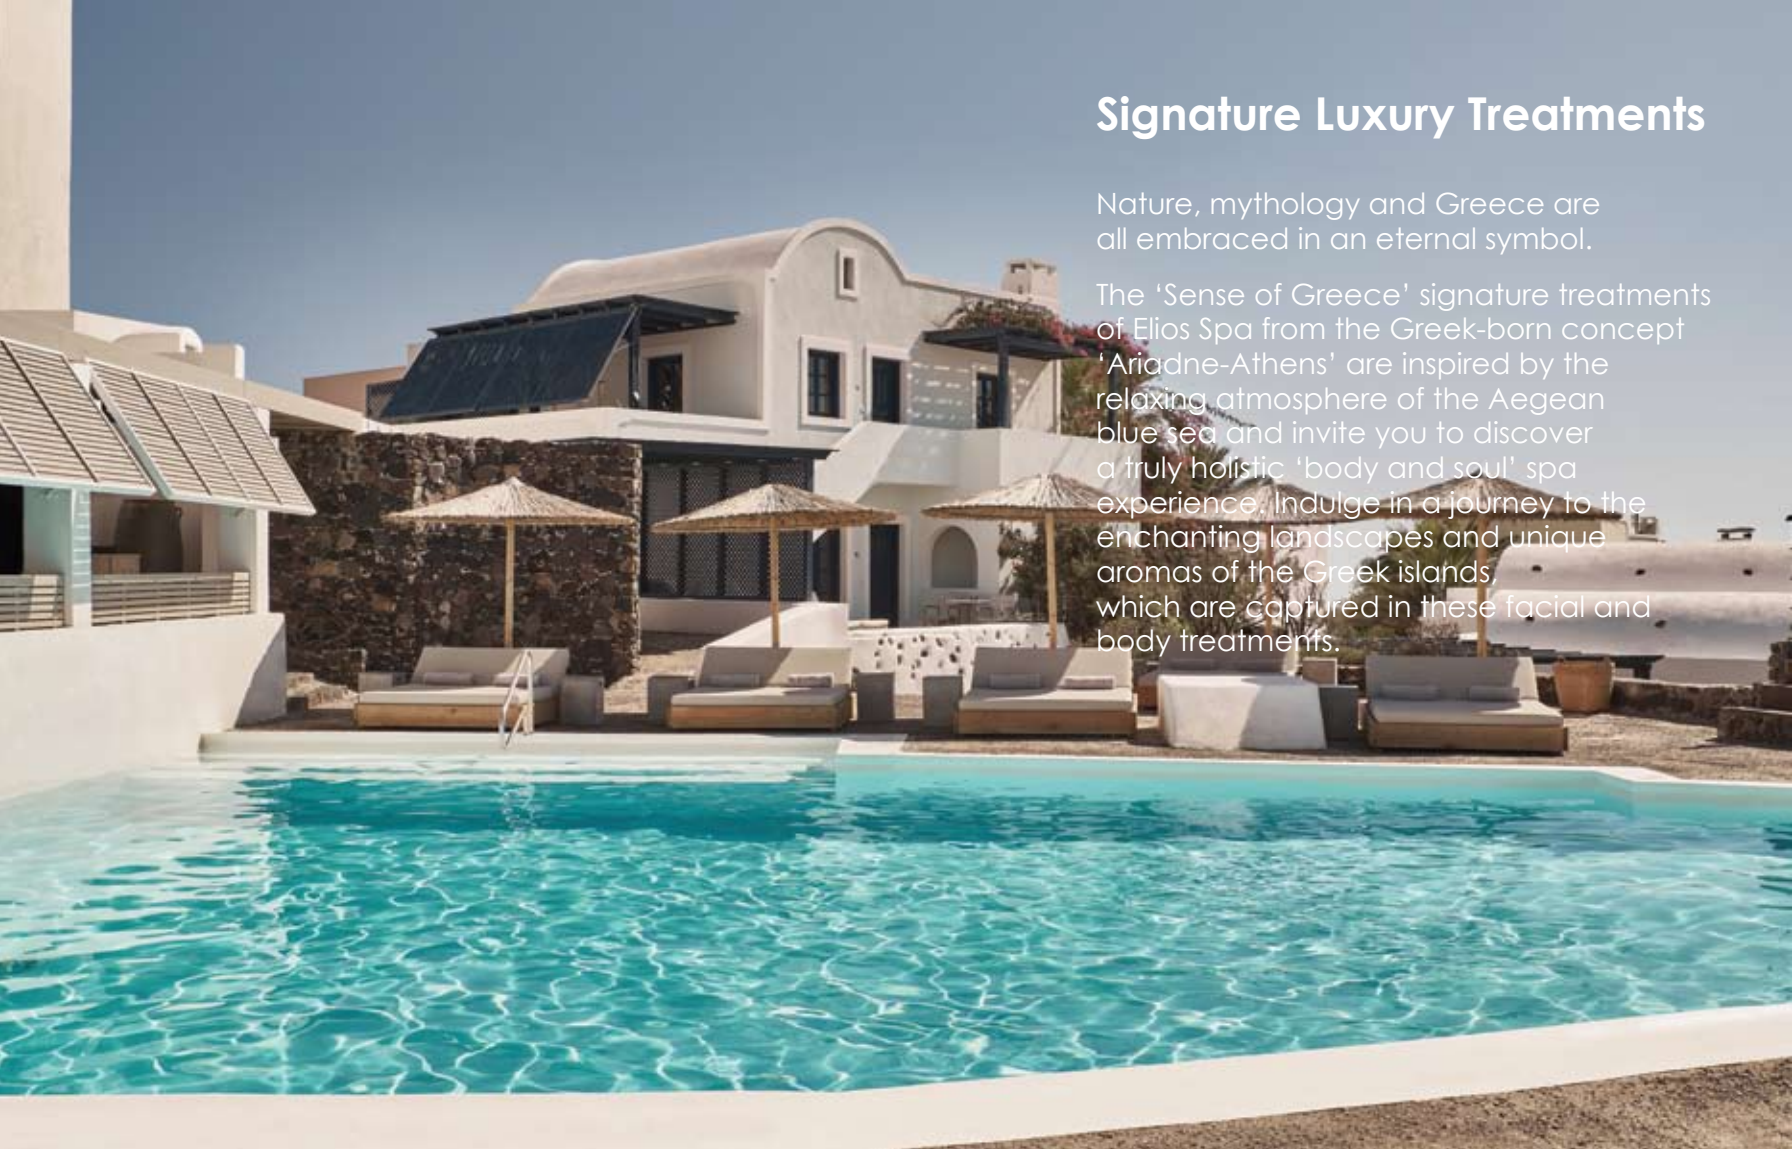 Signature Luxury Treatments
Nature, mythology and Greece are
all embraced in an eternal symbol.
The ‘Sense of Greece’ signature treatments
of Elios Spa from the Greek-born concept
‘Ariadne-Athens’ are inspired by the
relaxing atmosphere of the Aegean
blue sea and invite you to discover
a truly holistic ‘body and soul’ spa
experience. Indulge in a journey to the
enchanting landscapes and unique
aromas of the Greek islands,
which are captured in these facial and
body treatments.